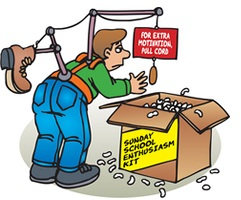 FOR EXTRA
MOTIVATION,
PULL CORD
SUNDAY
SCHOOL
ENTHUSIASM
KIT